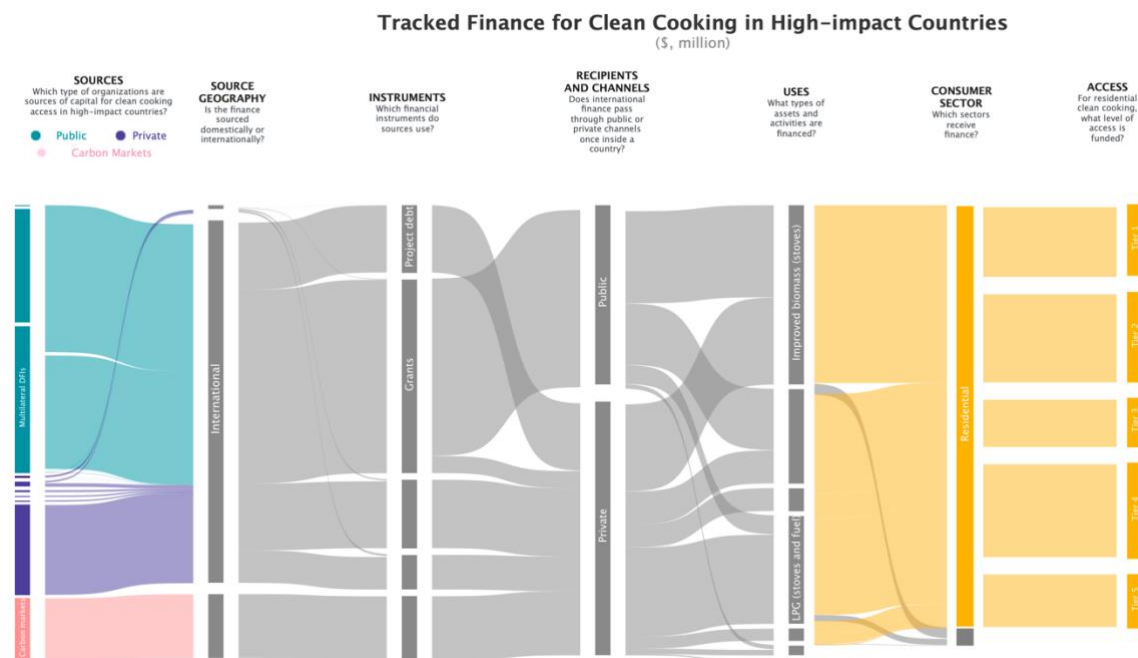 Tracked Finance for Clean Cooking in High-impact Countries
($, million)
SOURCES
Which type of organizations are
sources of capital for clean cooking
access in high-impact countries?
Public
Private
Carbon Markets
SOURCE
GEOGRAPHY
Is the finance
sourced
domestically or
internationally?
INSTRUMENTS
Which financial
instruments do
sources use?
RECIPIENTS
AND CHANNELS
Does international
finance pass
through public or
private channels
once inside a
country?
USES
What types of
assets and
activities are
financed?
CONSUMER
SECTOR
Which sectors
receive
finance?
ACCESS
For residential
clean cooking,
what level of
access is
funded?
Multilateral DFIs
Carbon markets
International
Project debt
Grants
Public
Private
Improved biomass (stoves)
LPG (stoves and fuel)
Residential
Tier 1
Tier 2
Tier 3
Tier 4
Tier 5